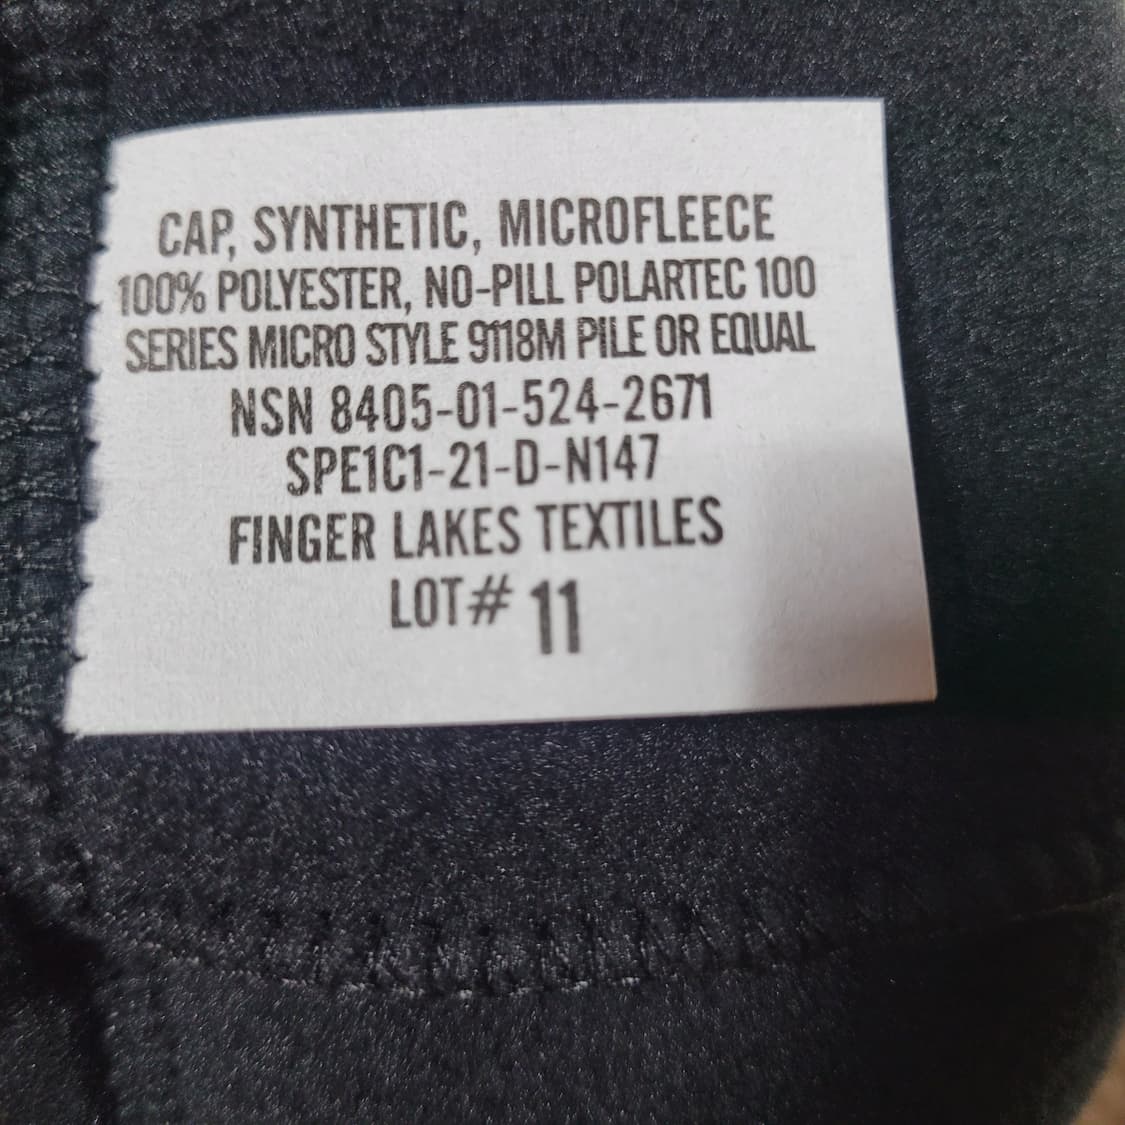 CAP, SYNTHETIC, MICROFLEECE
100% POLYESTER, NO-PILL POLARTEC 100
SERIES MICRO STYLE 9118M PILE OR EQUAL
NSN 8405-01-524-2671
SPE1C1-21-D-N147
FINGER LAKES TEXTILES
LOT# 11